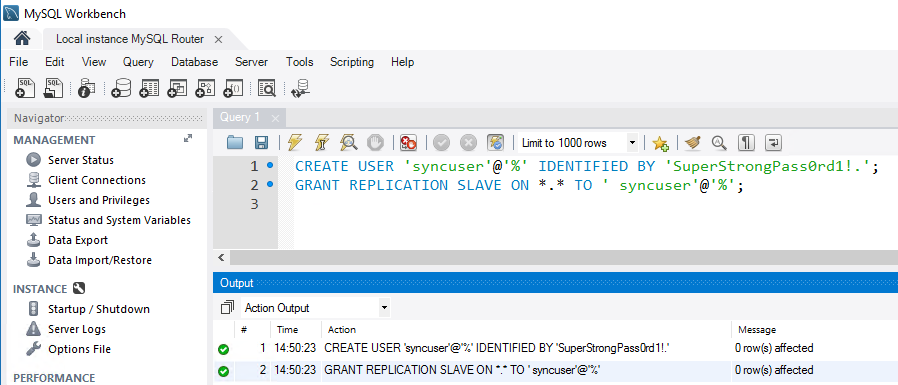 MySQL Workbench
Local instance MySQL Router
File Edit View Query Database Server Tools Scripting Help
Navigator
Query 1
MANAGEMENT
Server Status
Client Connections
Users and Privileges
Status and System Variables
Data Export
Data Import/Restore
INSTANCE
Startup / Shutdown
Server Logs
Options File
PERFORMANCE
Limit to 1000 rows
1 CREATE USER 'syncuser'@'%' IDENTIFIED BY 'SuperStrongPass0rd1!.';
2 GRANT REPLICATION SLAVE ON *.* TO ' syncuser'@'%';
3
Output
Action Output
# Time Action Message
1 14:50:23 CREATE USER 'syncuser'@'%' IDENTIFIED BY 'SuperStrongPass0rd1!.' 0 row(s) affected
2 14:50:23 GRANT REPLICATION SLAVE ON *.* TO ' syncuser'@'%' 0 row(s) affected